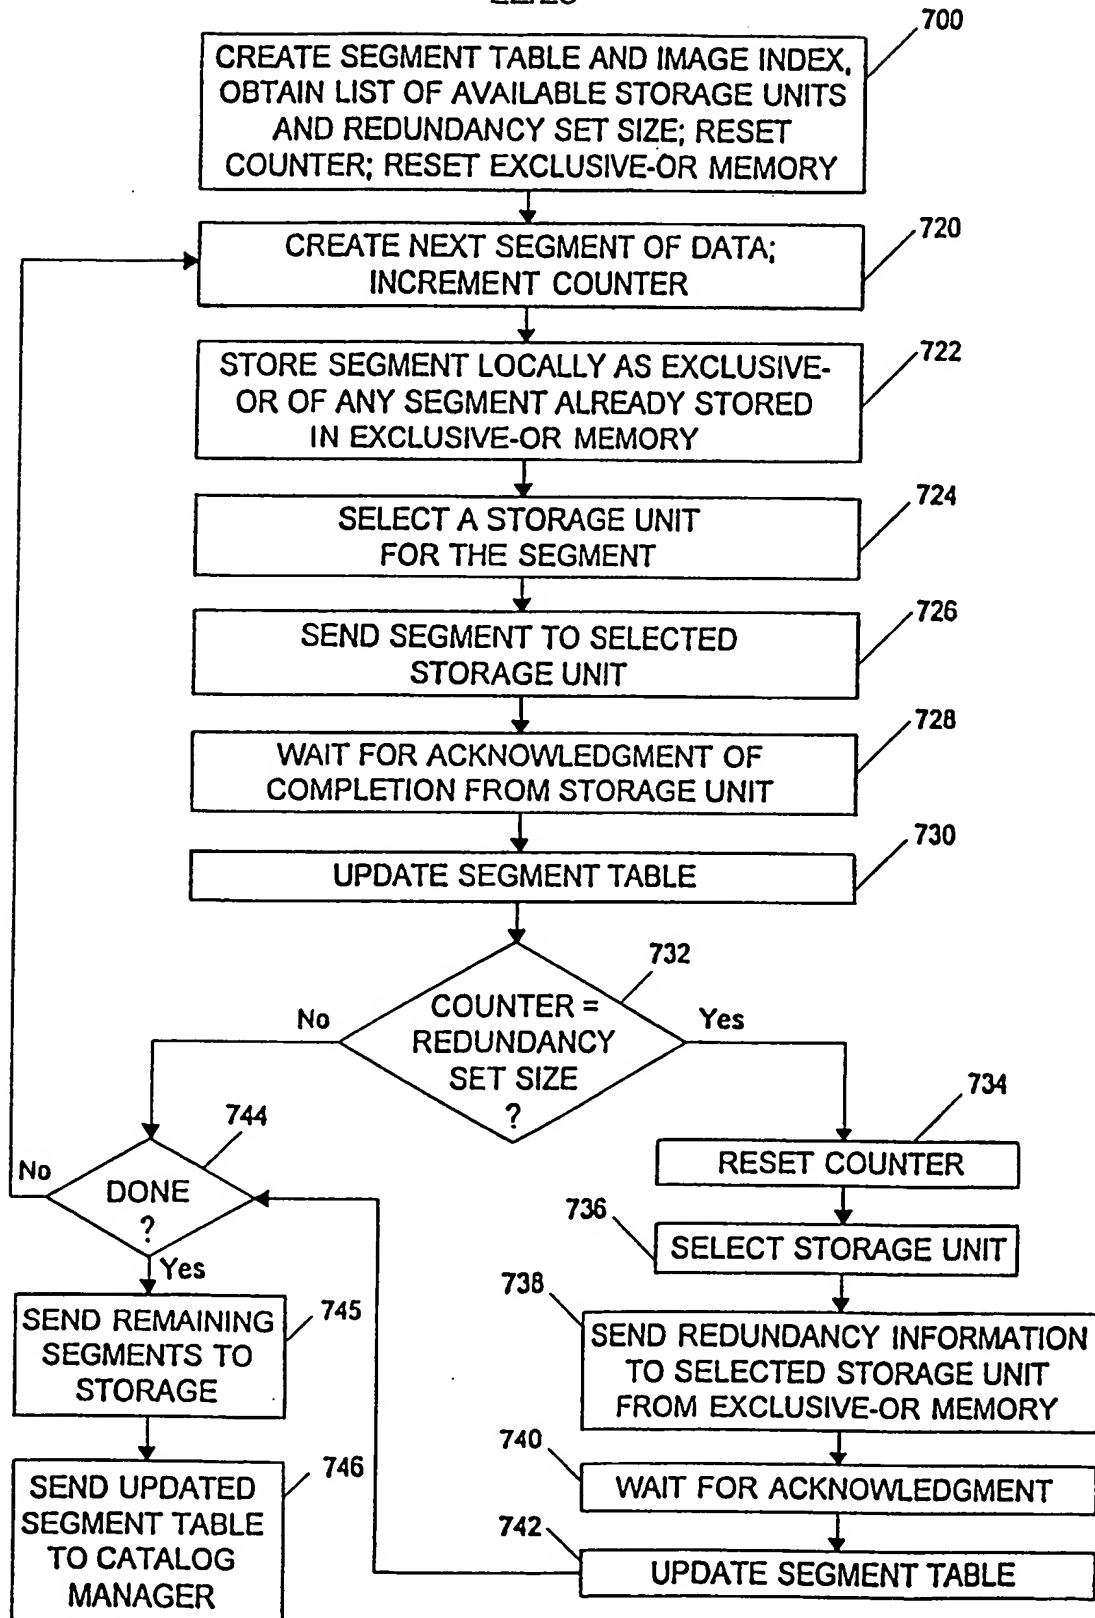 700
CREATE SEGMENT TABLE AND IMAGE INDEX,
OBTAIN LIST OF AVAILABLE STORAGE UNITS
AND REDUNDANCY SET SIZE; RESET
COUNTER; RESET EXCLUSIVE-OR MEMORY
720
CREATE NEXT SEGMENT OF DATA;
INCREMENT COUNTER
722
STORE SEGMENT LOCALLY AS EXCLUSIVE-
OR OF ANY SEGMENT ALREADY STORED
IN EXCLUSIVE-OR MEMORY
724
SELECT A STORAGE UNIT
FOR THE SEGMENT
726
SEND SEGMENT TO SELECTED
STORAGE UNIT
728
WAIT FOR ACKNOWLEDGMENT OF
COMPLETION FROM STORAGE UNIT
730
UPDATE SEGMENT TABLE
732
COUNTER =
REDUNDANCY
SET SIZE
?
No
Yes
734
RESET COUNTER
736
SELECT STORAGE UNIT
738
SEND REDUNDANCY INFORMATION
TO SELECTED STORAGE UNIT
FROM EXCLUSIVE-OR MEMORY
740
WAIT FOR ACKNOWLEDGMENT
742
UPDATE SEGMENT TABLE
744
DONE
?
No
Yes
745
SEND REMAINING
SEGMENTS TO
STORAGE
746
SEND UPDATED
SEGMENT TABLE
TO CATALOG
MANAGER